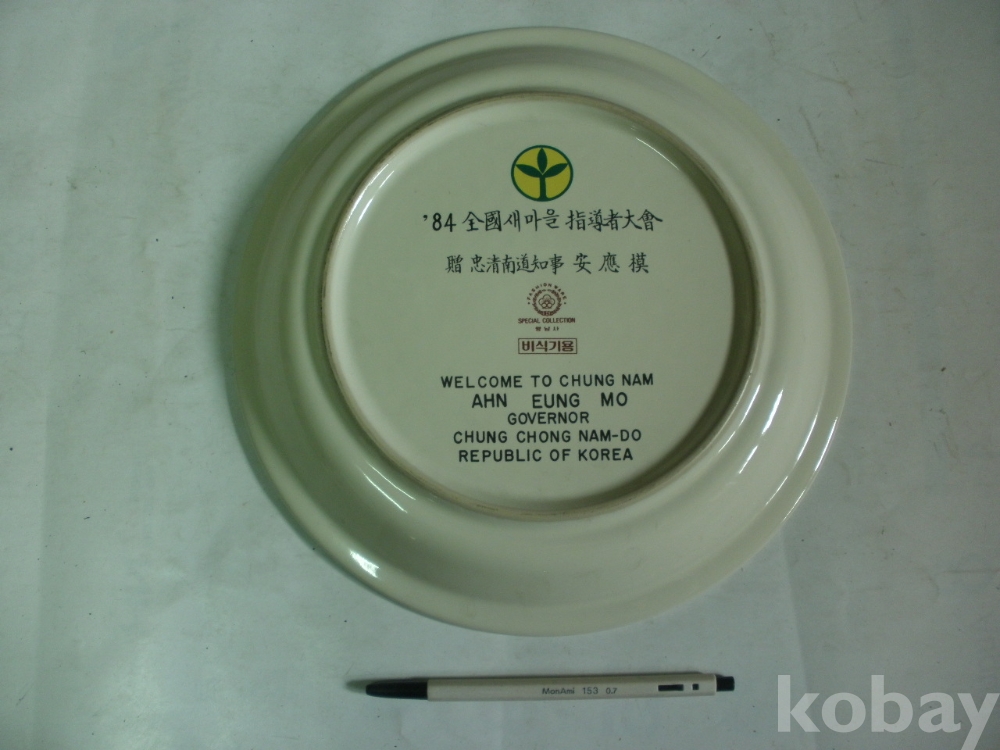 '84 全國새마을 指導者大會
贈 忠淸南道知事 安應模
SPECIAL COLLECTION
비식기용
WELCOME TO CHUNG NAM
AHN EUNG MO
GOVERNOR
CHUNG CHONG NAM-DO
REPUBLIC OF KOREA
MonAmi 153 0.7
kobay